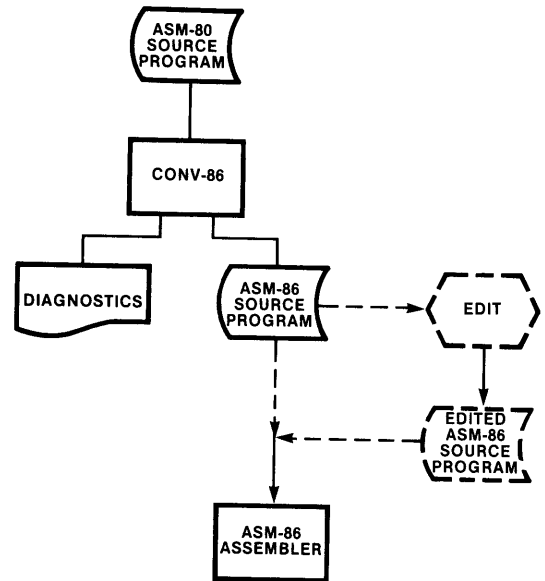 ASM-80
SOURCE
PROGRAM
CONV-86
DIAGNOSTICS
ASM-86
SOURCE
PROGRAM
EDIT
EDITED
ASM-86
SOURCE
PROGRAM
ASM-86
ASSEMBLER